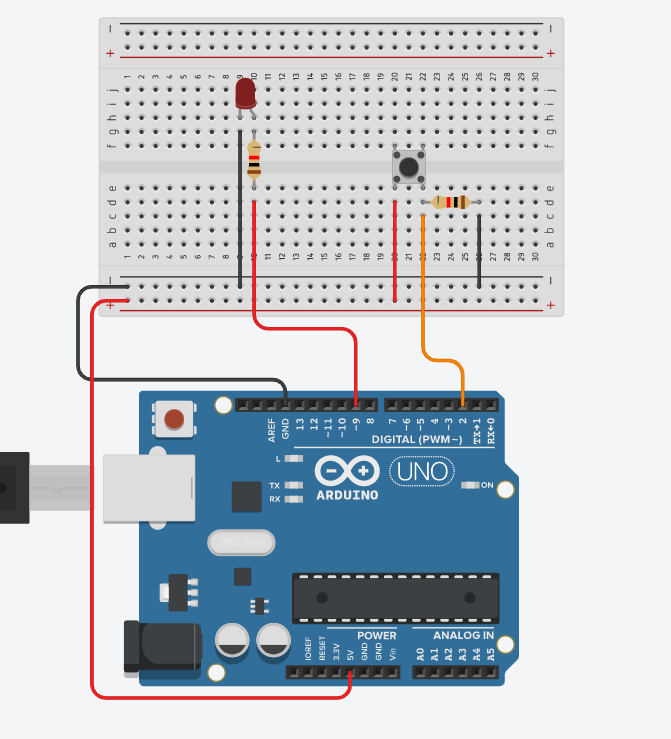 − −
+ +
1 2 3 4 5 6 7 8 9 10 11 12 13 14 15 16 17 18 19 20 21 22 23 24 25 26 27 28 29 30
j j
i i
h h
g g
f f
e e
d d
c c
b b
a a
1 2 3 4 5 6 7 8 9 10 11 12 13 14 15 16 17 18 19 20 21 22 23 24 25 26 27 28 29 30
− −
+ +
AREF GND 13 12 ~11 ~10 ~9 8 7 ~6 ~5 4 ~3 2 TX→1 RX←0
DIGITAL (PWM~)
L
TX
RX
UNO
ARDUINO
ON
POWER ANALOG IN
IOREF RESET 3.3V 5V GND GND Vin A0 A1 A2 A3 A4 A5